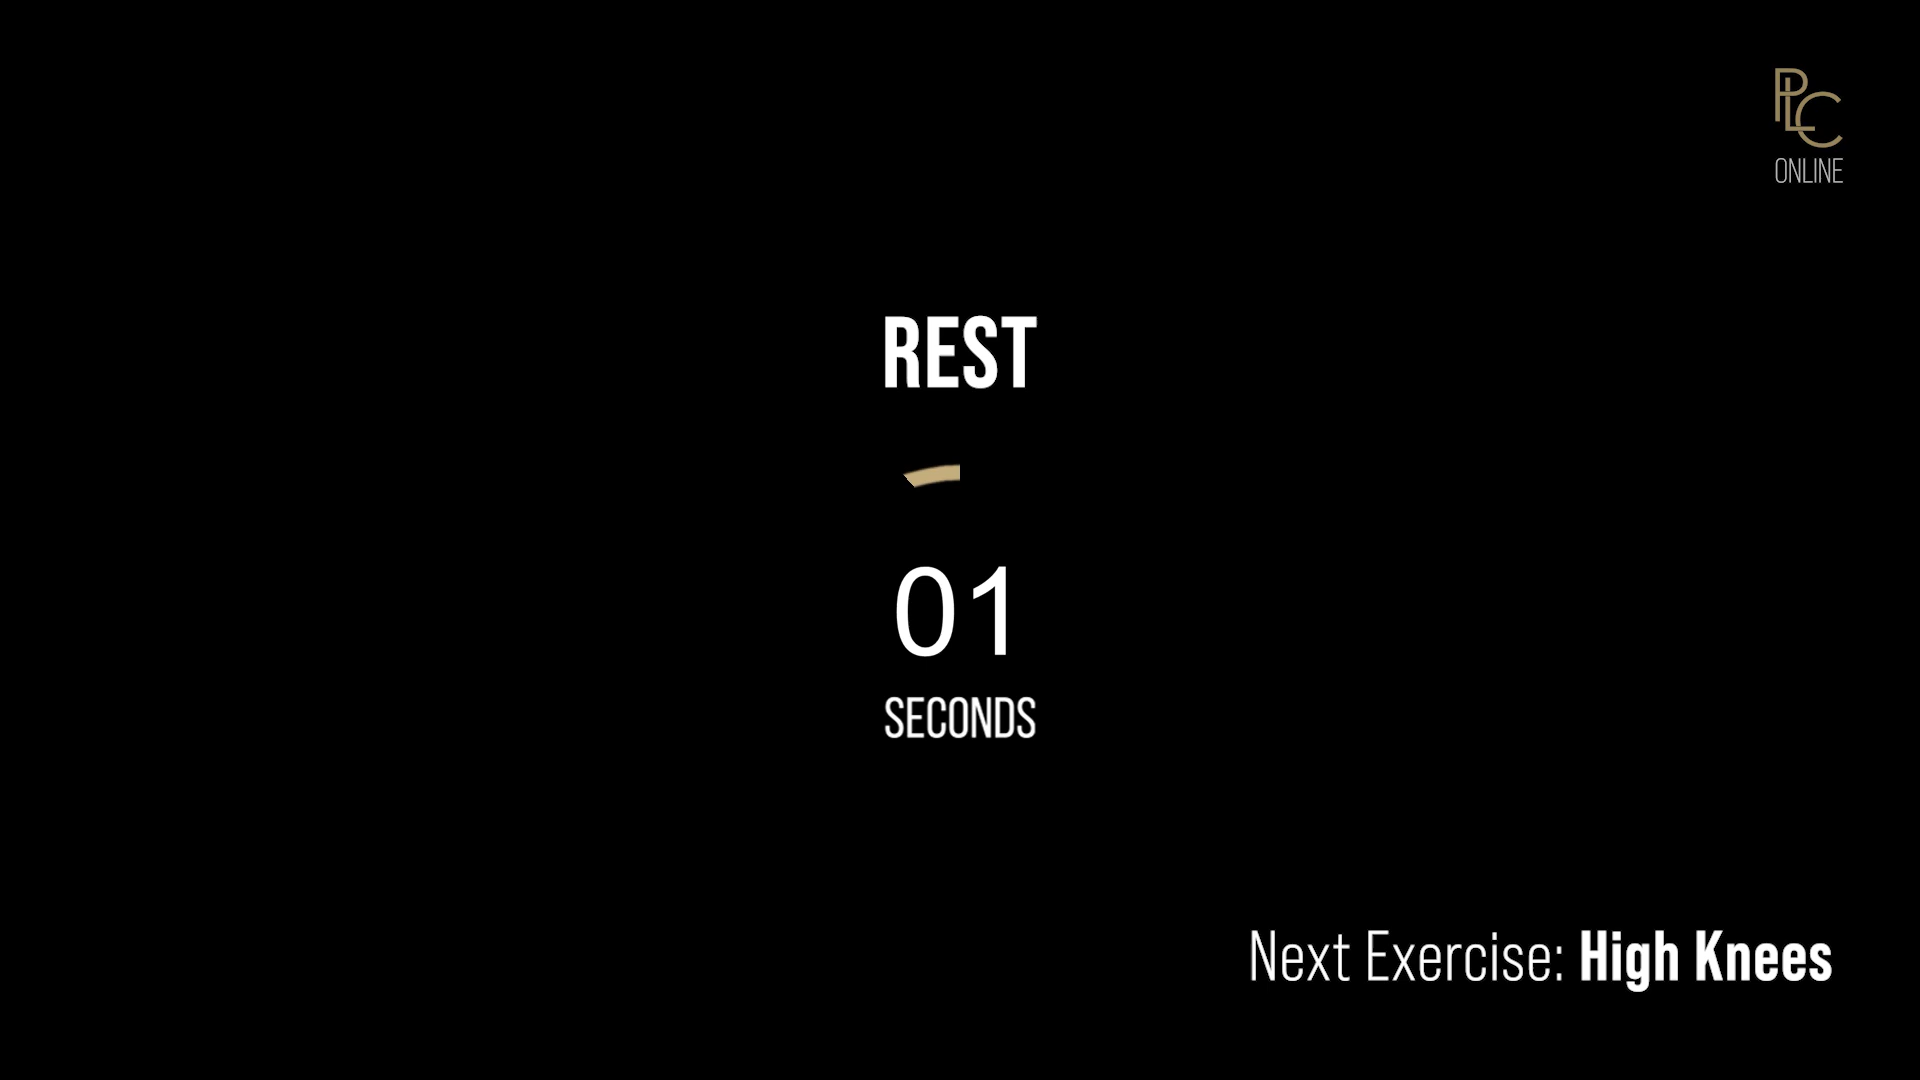 PLC
ONLINE
REST
01
SECONDS
Next Exercise: High Knees